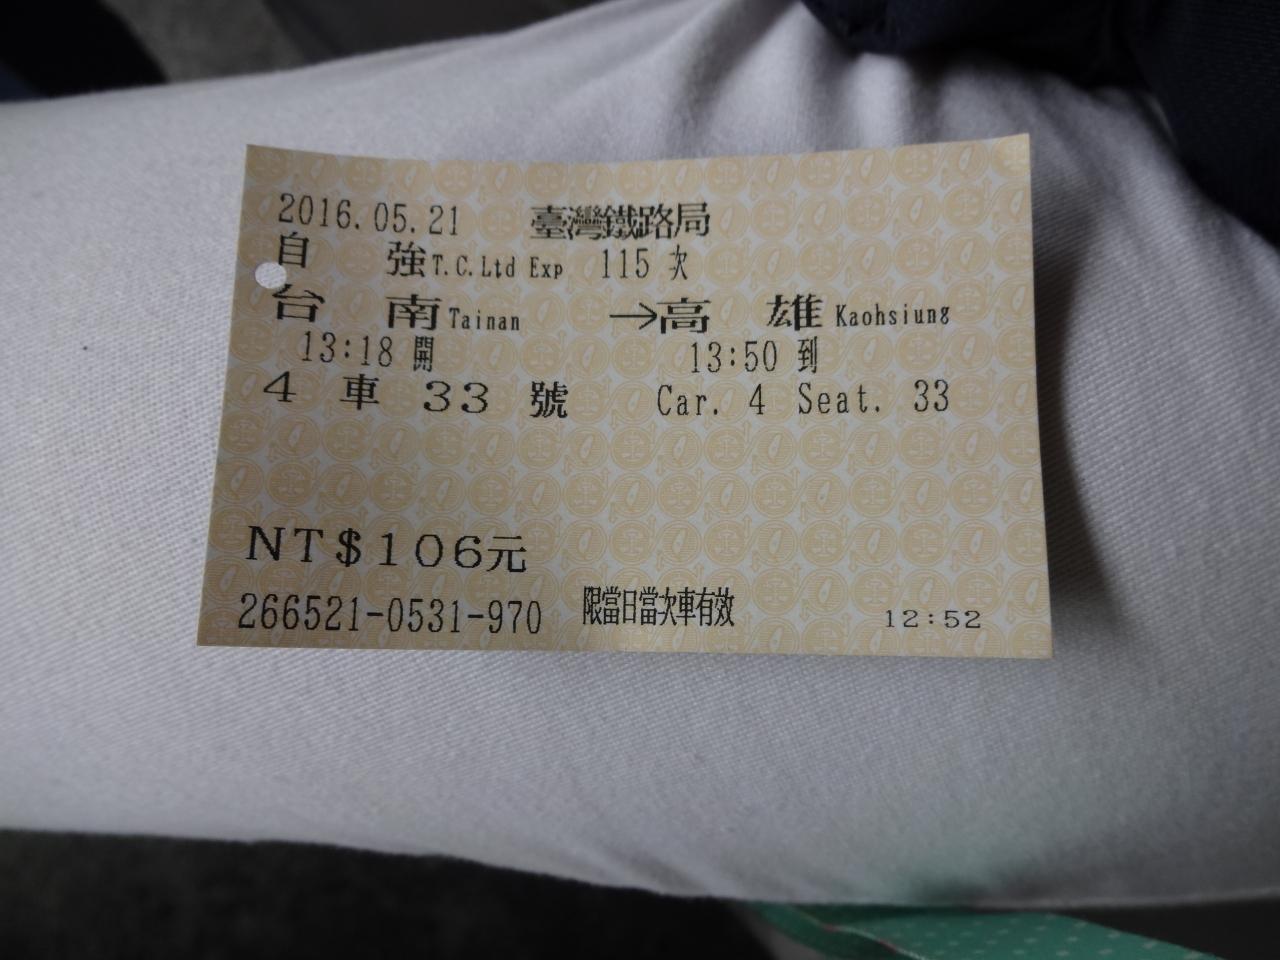 2016.05.21 臺灣鐵路局
自強 T.C.Ltd Exp 115 次
台南 Tainan →高雄 Kaohsiung
13:18 開 13:50 到
4 車 33 號 Car. 4 Seat. 33
NT$106元
266521-0531-970 限當日當次車有效 12:52